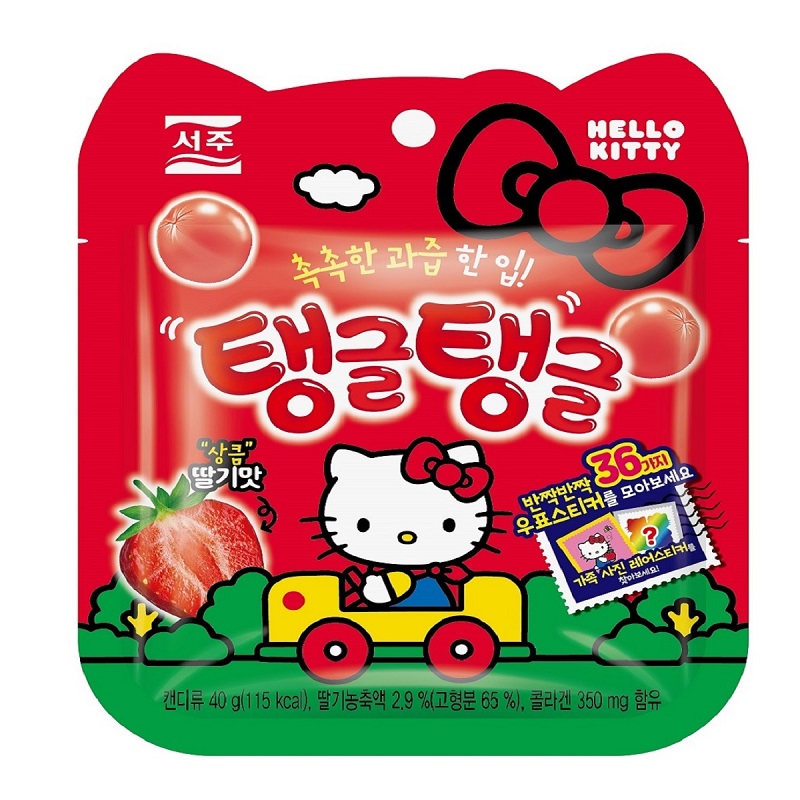 서주
HELLO
KITTY
촉촉한 과즙 한 입!
탱글탱글
"상큼"
딸기맛
반짝반짝 36가지
우표스티커를 모아보세요
?
가족 사진 레어스티커를
찾아보세요!
캔디류 40 g(115 kcal), 딸기농축액 2.9 %(고형분 65 %), 콜라겐 350 mg 함유